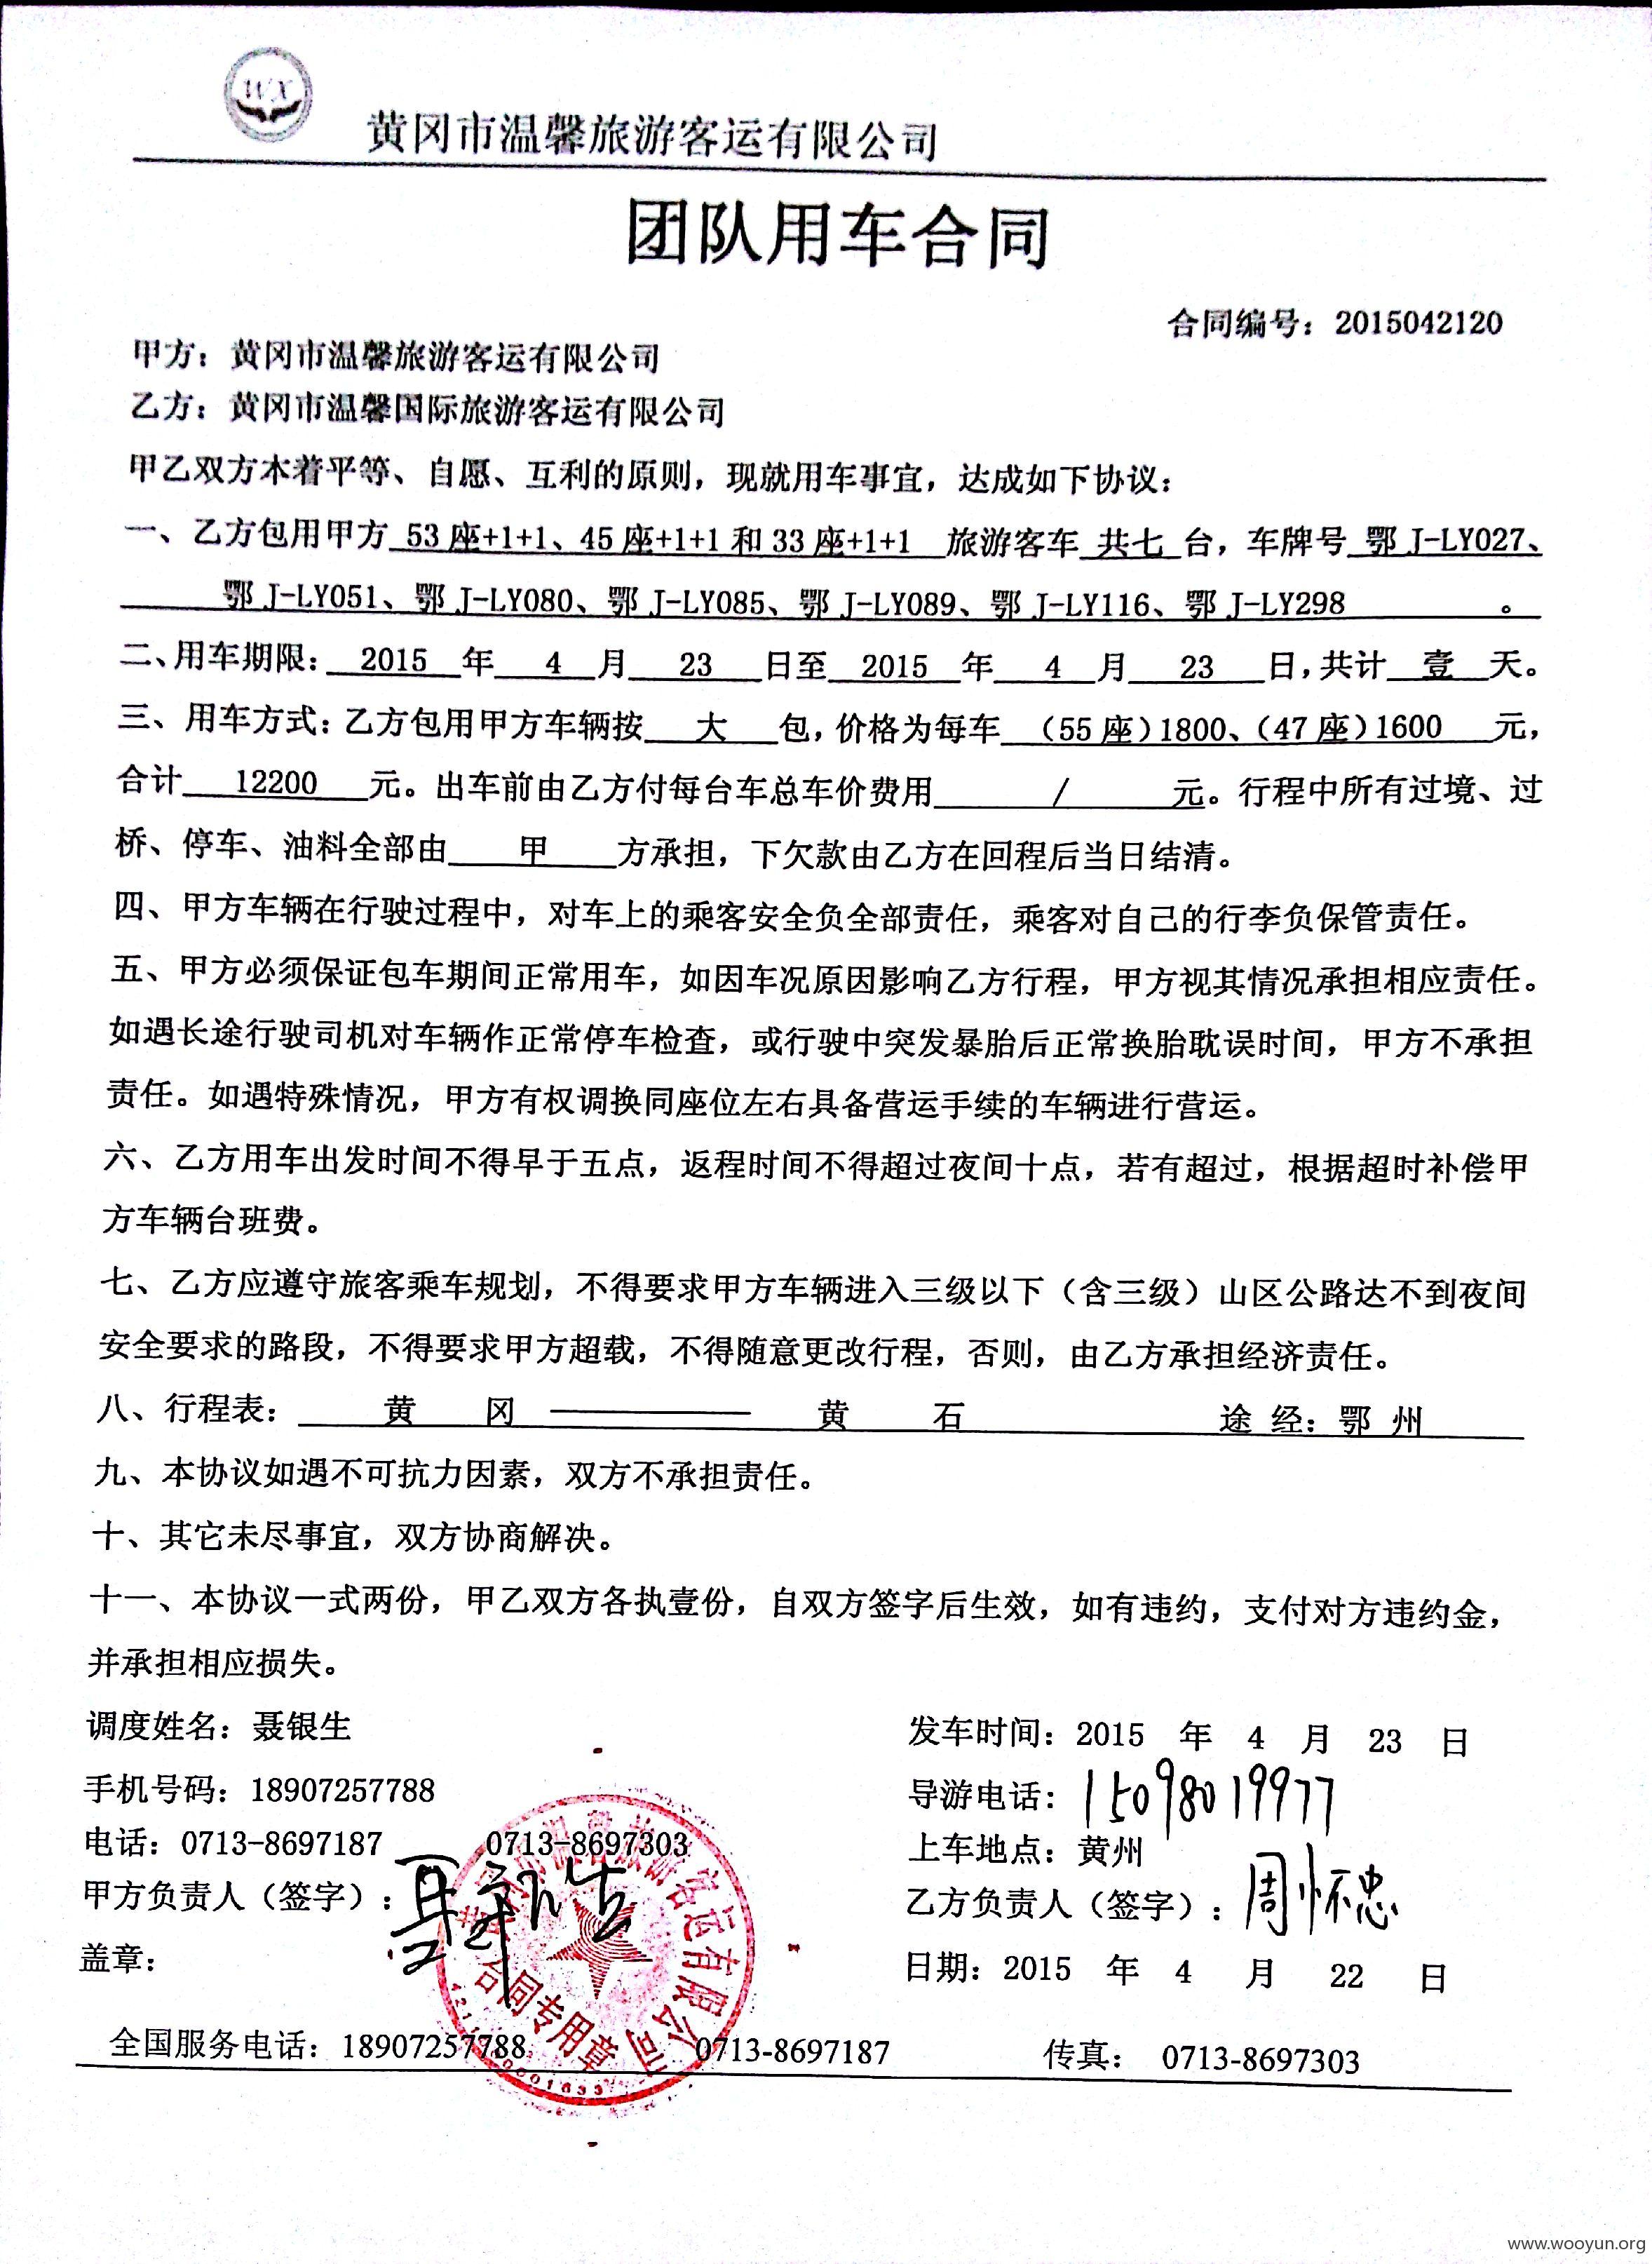 WX
黄冈市温馨旅游客运有限公司
团队用车合同
合同编号：2015042120
甲方：黄冈市温馨旅游客运有限公司
乙方：黄冈市温馨国际旅游客运有限公司
甲乙双方本着平等、自愿、互利的原则，现就用车事宜，达成如下协议：
一、乙方包用甲方 53座+1+1、45座+1+1和33座+1+1 旅游客车 共七 台，车牌号 鄂J-LY027、
鄂J-LY051、鄂J-LY080、鄂J-LY085、鄂J-LY089、鄂J-LY116、鄂J-LY298 。
二、用车期限： 2015 年 4 月 23 日至 2015 年 4 月 23 日，共计 壹 天。
三、用车方式：乙方包用甲方车辆按 大 包，价格为每车 （55座）1800、（47座）1600 元，
合计 12200 元。出车前由乙方付每台车总车价费用 / 元。行程中所有过境、过
桥、停车、油料全部由 甲 方承担，下欠款由乙方在回程后当日结清。
四、甲方车辆在行驶过程中，对车上的乘客安全负全部责任，乘客对自己的行李负保管责任。
五、甲方必须保证包车期间正常用车，如因车况原因影响乙方行程，甲方视其情况承担相应责任。
如遇长途行驶司机对车辆作正常停车检查，或行驶中突发暴胎后正常换胎耽误时间，甲方不承担
责任。如遇特殊情况，甲方有权调换同座位左右具备营运手续的车辆进行营运。
六、乙方用车出发时间不得早于五点，返程时间不得超过夜间十点，若有超过，根据超时补偿甲
方车辆台班费。
七、乙方应遵守旅客乘车规划，不得要求甲方车辆进入三级以下（含三级）山区公路达不到夜间
安全要求的路段，不得要求甲方超载，不得随意更改行程，否则，由乙方承担经济责任。
八、行程表： 黄 冈 ———— 黄 石 途 经：鄂 州
九、本协议如遇不可抗力因素，双方不承担责任。
十、其它未尽事宜，双方协商解决。
十一、本协议一式两份，甲乙双方各执壹份，自双方签字后生效，如有违约，支付对方违约金，
并承担相应损失。
调度姓名：聂银生 发车时间：2015 年 4 月 23 日
手机号码：18907257788 导游电话：15098019977
电话：0713-8697187 0713-8697303 上车地点：黄州
甲方负责人（签字）：聂银生 乙方负责人（签字）：周怀忠
盖章： 日期：2015 年 4 月 22 日
黄冈市温馨旅游客运有限公司
合同专用章
全国服务电话：18907257788 0713-8697187 传真： 0713-8697303
www.wooyun.org